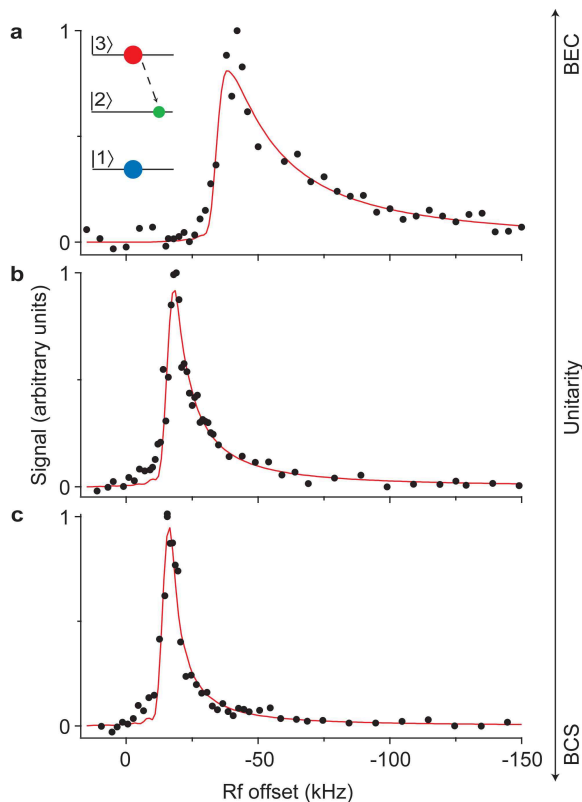 a
1
0
|3⟩
|2⟩
|1⟩
BEC
b
1
0
Signal (arbitrary units)
Unitarity
c
1
0
0
-50
-100
-150
Rf offset (kHz)
BCS